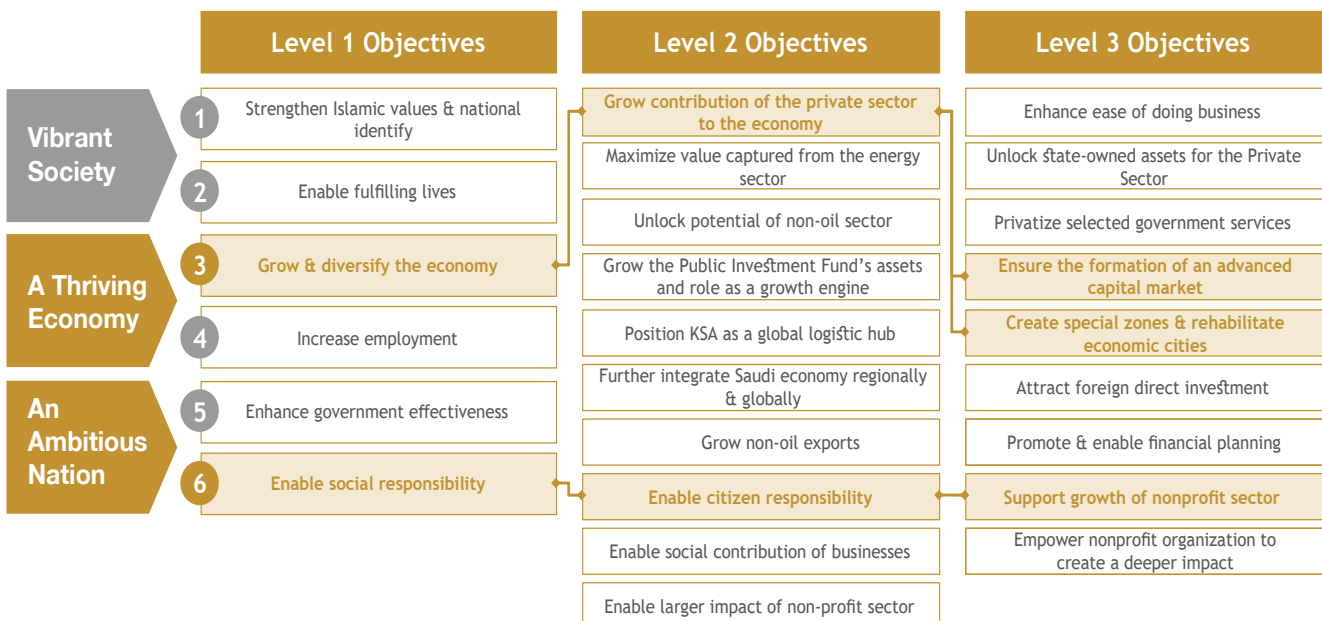 Level 1 Objectives
Level 2 Objectives
Level 3 Objectives
Vibrant
Society
A Thriving
Economy
An
Ambitious
Nation
1
Strengthen Islamic values & national
identify
2
Enable fulfilling lives
3
Grow & diversify the economy
4
Increase employment
5
Enhance government effectiveness
6
Enable social responsibility
Grow contribution of the private sector
to the economy
Maximize value captured from the energy
sector
Unlock potential of non-oil sector
Grow the Public Investment Fund’s assets
and role as a growth engine
Position KSA as a global logistic hub
Further integrate Saudi economy regionally
& globally
Grow non-oil exports
Enable citizen responsibility
Enable social contribution of businesses
Enable larger impact of non-profit sector
Enhance ease of doing business
Unlock state-owned assets for the Private
Sector
Privatize selected government services
Ensure the formation of an advanced
capital market
Create special zones & rehabilitate
economic cities
Attract foreign direct investment
Promote & enable financial planning
Support growth of nonprofit sector
Empower nonprofit organization to
create a deeper impact